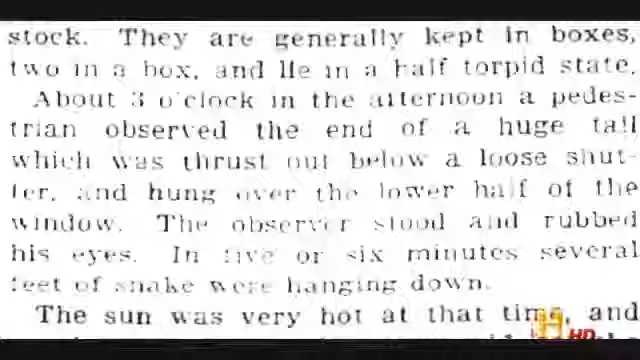 stock. They are generally kept in boxes,
two in a box, and lie in a half torpid state.
About 3 o'clock in the afternoon a pedes-
trian observed the end of a huge tail
which was thrust out below a loose shut-
ter, and hung over the lower half of the
window. The observer stood and rubbed
his eyes. In five or six minutes several
feet of snake were hanging down.
The sun was very hot at that time, and
H HD